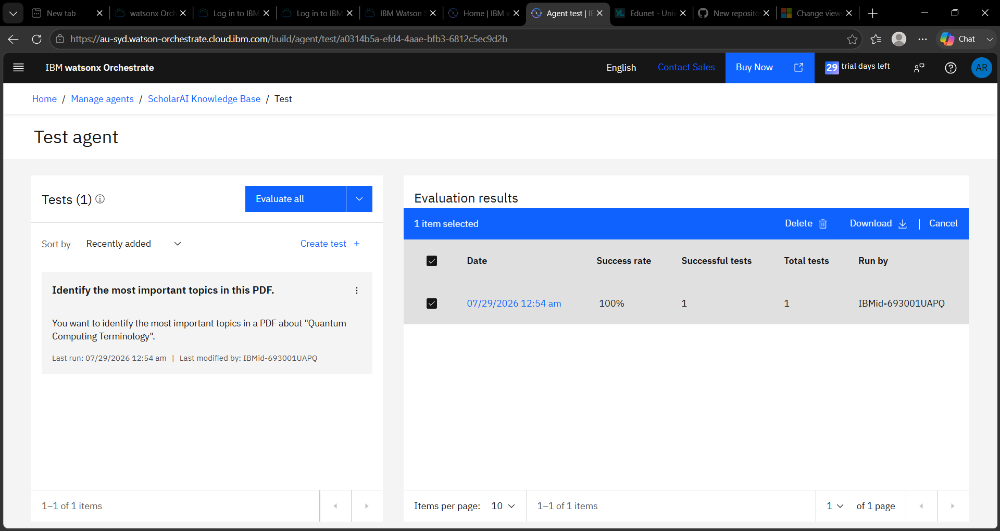 New tab
watsonx Orch
Log in to IBM
Log in to IBM
IBM Watson S
Home | IBM w
Agent test | IB
Edunet - Univ
New reposito
Change views
https://au-syd.watson-orchestrate.cloud.ibm.com/build/agent/test/a0314b5a-efd4-4aae-bfb3-6812c5ec9d2b
Chat
IBM watsonx Orchestrate
English
Contact Sales
Buy Now
29 trial days left
AR
Home / Manage agents / ScholarAI Knowledge Base / Test
Test agent
Tests (1)
Evaluate all
Sort by Recently added
Create test +
Identify the most important topics in this PDF.
You want to identify the most important topics in a PDF about "Quantum
Computing Terminology".
Last run: 07/29/2026 12:54 am | Last modified by: IBMid-693001UAPQ
1–1 of 1 items
Evaluation results
1 item selected
Delete
Download
Cancel
Date Success rate Successful tests Total tests Run by
07/29/2026 12:54 am 100% 1 1 IBMid-693001UAPQ
Items per page: 10
1–1 of 1 items
1 of 1 page